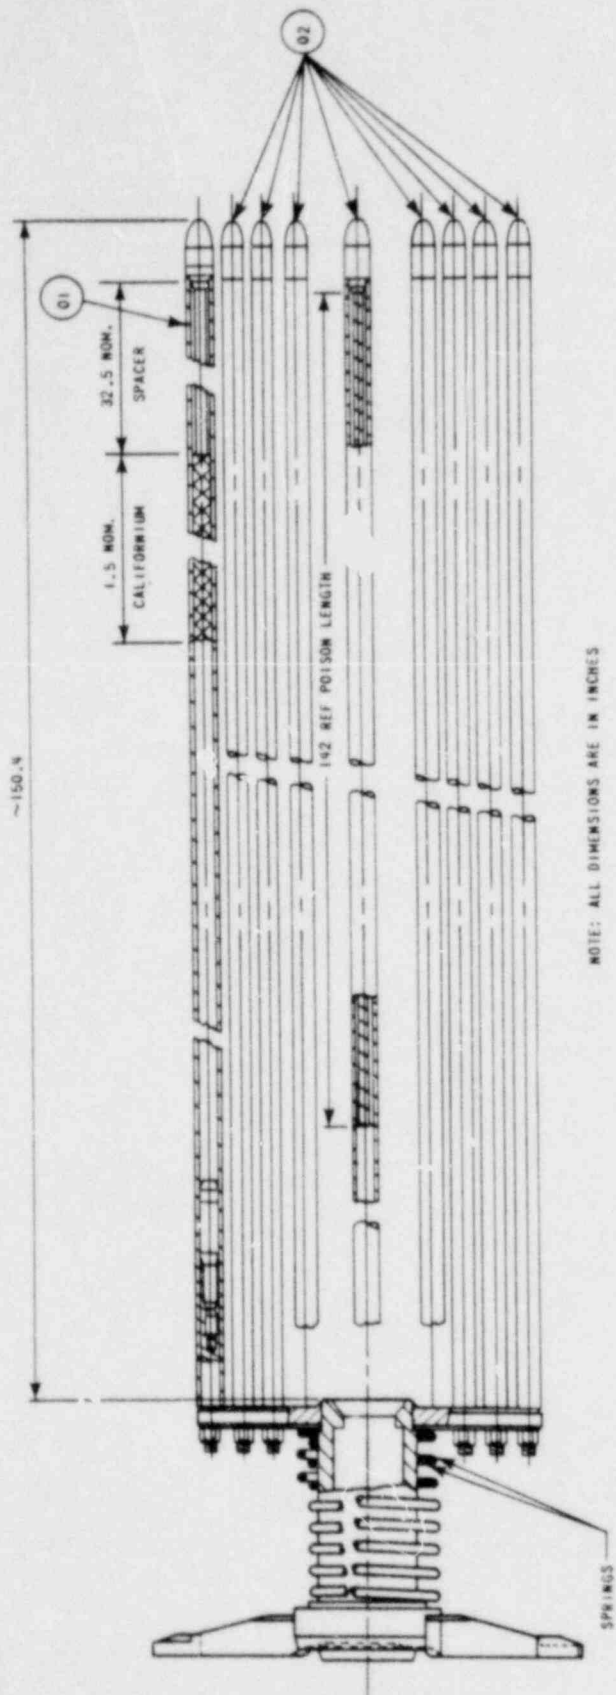 02
~150.4
01
32.5 NOM.
SPACER
1.5 NOM.
CALIFORNIUM
142 REF POISON LENGTH
NOTE: ALL DIMENSIONS ARE IN INCHES
SPRINGS